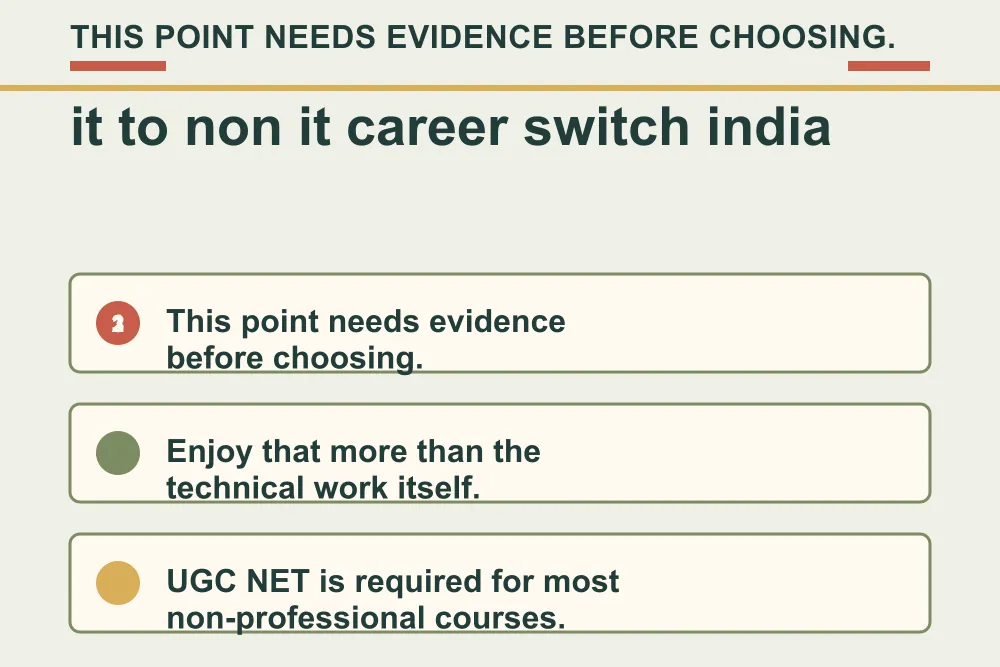 THIS POINT NEEDS EVIDENCE BEFORE CHOOSING.
it to non it career switch india
This point needs evidence
before choosing.
Enjoy that more than the
technical work itself.
UGC NET is required for most
non-professional courses.